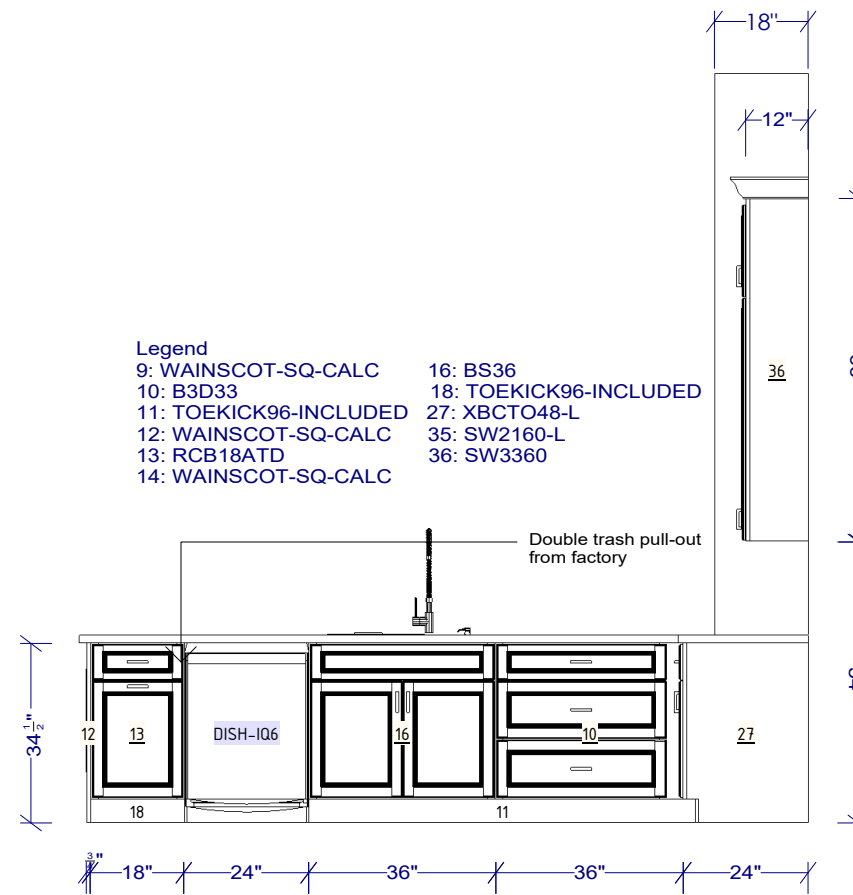 18"
12"
Legend
9: WAINSCOT-SQ-CALC 16: BS36
10: B3D33 18: TOEKICK96-INCLUDED
11: TOEKICK96-INCLUDED 27: XBCTO48-L
12: WAINSCOT-SQ-CALC 35: SW2160-L
13: RCB18ATD 36: SW3360
14: WAINSCOT-SQ-CALC
36
Double trash pull-out
from factory
34 1/2"
12 13 DISH-IQ6 16 10 27
18 11
3/4"
18" 24" 36" 36" 24"